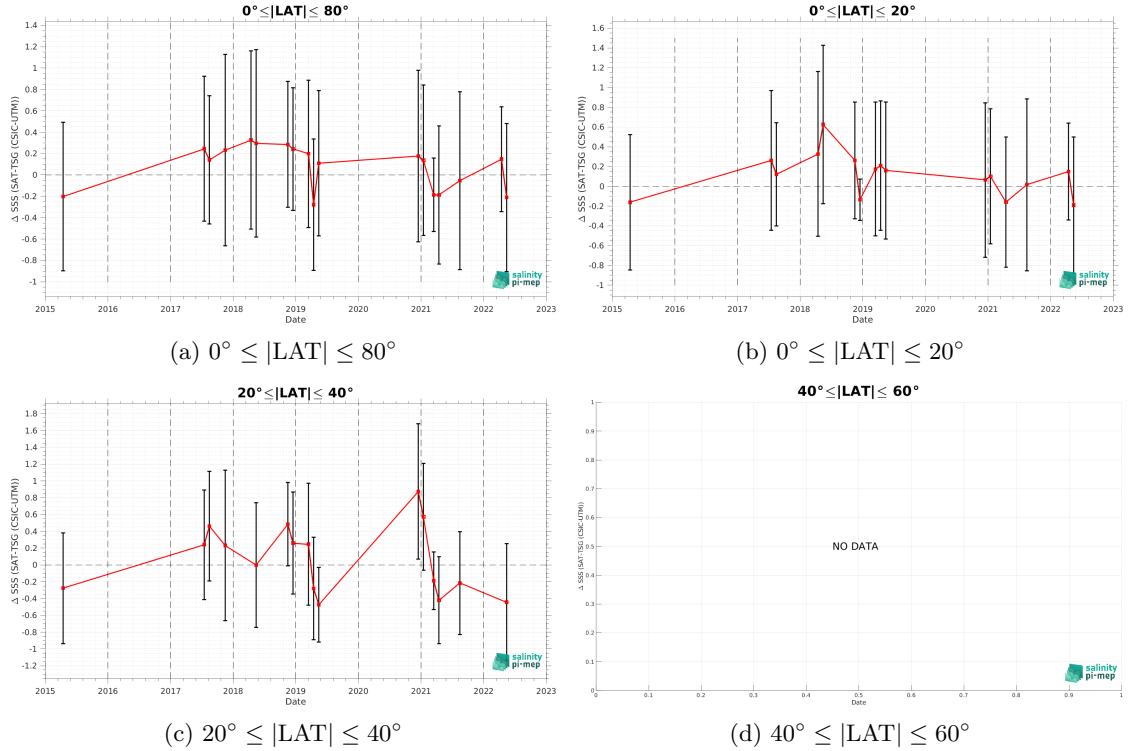 0°≤|LAT|≤ 80°
1.4
1.2
1
0.8
0.6
0.4
0.2
0
-0.2
-0.4
-0.6
-0.8
-1
Δ SSS (SAT-TSG (CSIC-UTM))
2015 2016 2017 2018 2019 2020 2021 2022 2023
Date
salinity
pi-mep
(a) 0° ≤ |LAT| ≤ 80°
0°≤|LAT|≤ 20°
1.6
1.4
1.2
1
0.8
0.6
0.4
0.2
0
-0.2
-0.4
-0.6
-0.8
-1
Δ SSS (SAT-TSG (CSIC-UTM))
2015 2016 2017 2018 2019 2020 2021 2022 2023
Date
salinity
pi-mep
(b) 0° ≤ |LAT| ≤ 20°
20°≤|LAT|≤ 40°
1.8
1.6
1.4
1.2
1
0.8
0.6
0.4
0.2
0
-0.2
-0.4
-0.6
-0.8
-1
-1.2
Δ SSS (SAT-TSG (CSIC-UTM))
2015 2016 2017 2018 2019 2020 2021 2022 2023
Date
salinity
pi-mep
(c) 20° ≤ |LAT| ≤ 40°
40°≤|LAT|≤ 60°
1
0.9
0.8
0.7
0.6
0.5
0.4
0.3
0.2
0.1
0
Δ SSS (SAT-TSG (CSIC-UTM))
NO DATA
0 0.1 0.2 0.3 0.4 0.5 0.6 0.7 0.8 0.9 1
Date
salinity
pi-mep
(d) 40° ≤ |LAT| ≤ 60°